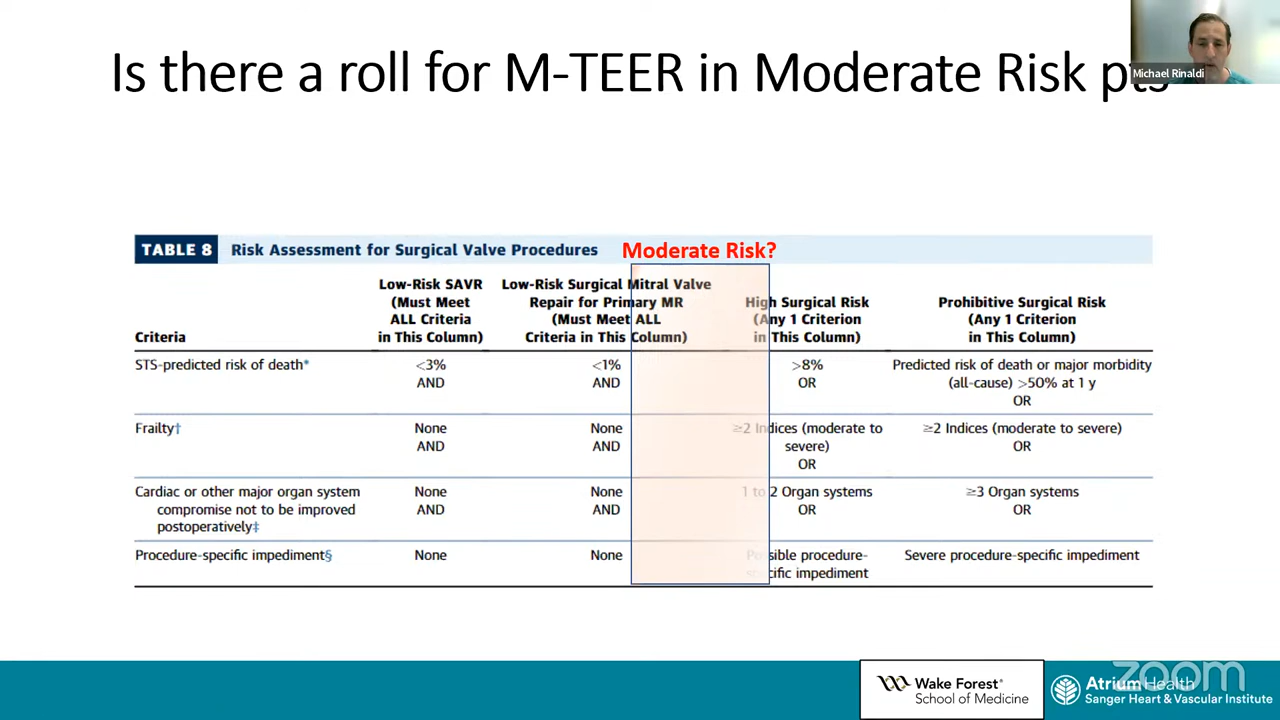 Is there a roll for M-TEER in Moderate Risk pts
Michael Rinaldi
TABLE 8 Risk Assessment for Surgical Valve Procedures
Moderate Risk?
Criteria
Low-Risk SAVR
(Must Meet
ALL Criteria
in This Column)
Low-Risk Surgical Mitral Valve
Repair for Primary MR
(Must Meet ALL
Criteria in This Column)
High Surgical Risk
(Any 1 Criterion
in This Column)
Prohibitive Surgical Risk
(Any 1 Criterion
in This Column)
STS-predicted risk of death*
<3%
AND
<1%
AND
>8%
OR
Predicted risk of death or major morbidity
(all-cause) >50% at 1 y
OR
Frailty†
None
AND
None
AND
≥2 Indices (moderate to
severe)
OR
≥2 Indices (moderate to severe)
OR
Cardiac or other major organ system
compromise not to be improved
postoperatively‡
None
AND
None
AND
1 to 2 Organ systems
OR
≥3 Organ systems
OR
Procedure-specific impediment§
None
None
Possible procedure-
specific impediment
Severe procedure-specific impediment
Wake Forest®
School of Medicine
Atrium Health
Sanger Heart & Vascular Institute
zoom